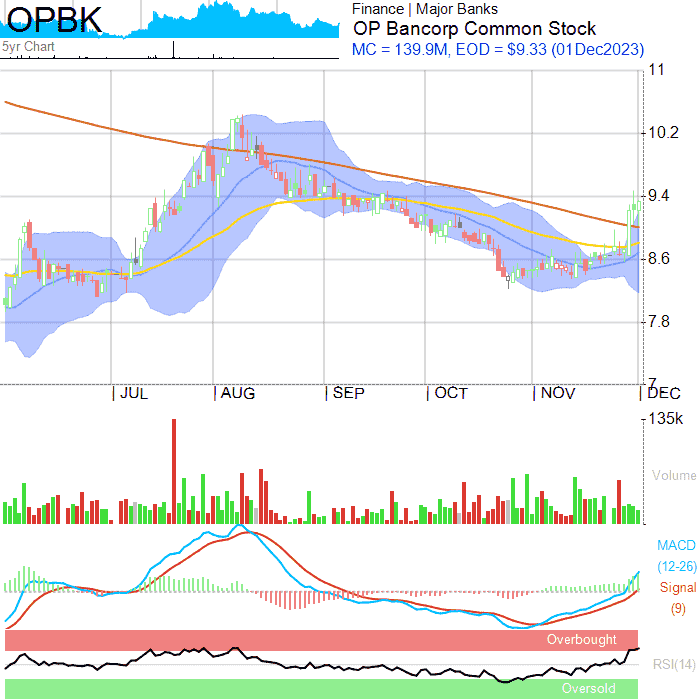 OPBK
5yr Chart
Finance | Major Banks
OP Bancorp Common Stock
MC = 139.9M, EOD = $9.33 (01Dec2023)
11
10.2
9.4
8.6
7.8
7
| JUL | AUG | SEP | OCT | NOV | DEC
135k
Volume
MACD
(12-26)
Signal
(9)
Overbought
RSI(14)
Oversold